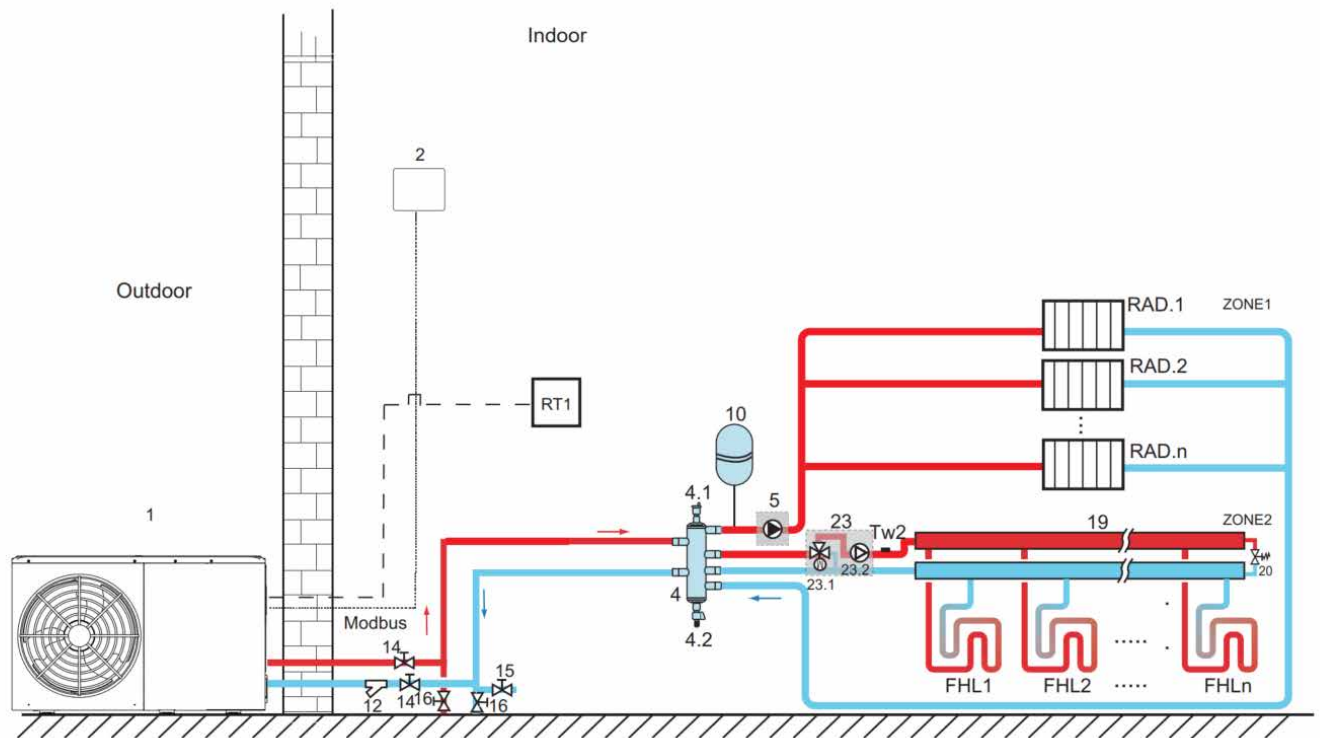 Indoor
2
Outdoor
RAD.1
ZONE1
RAD.2
RT1
10
RAD.n
4.1
5
1
23
Tw2
19
ZONE2
23.1
23.2
20
4
4.2
Modbus
14
15
12
14
16
16
FHL1
FHL2
FHLn